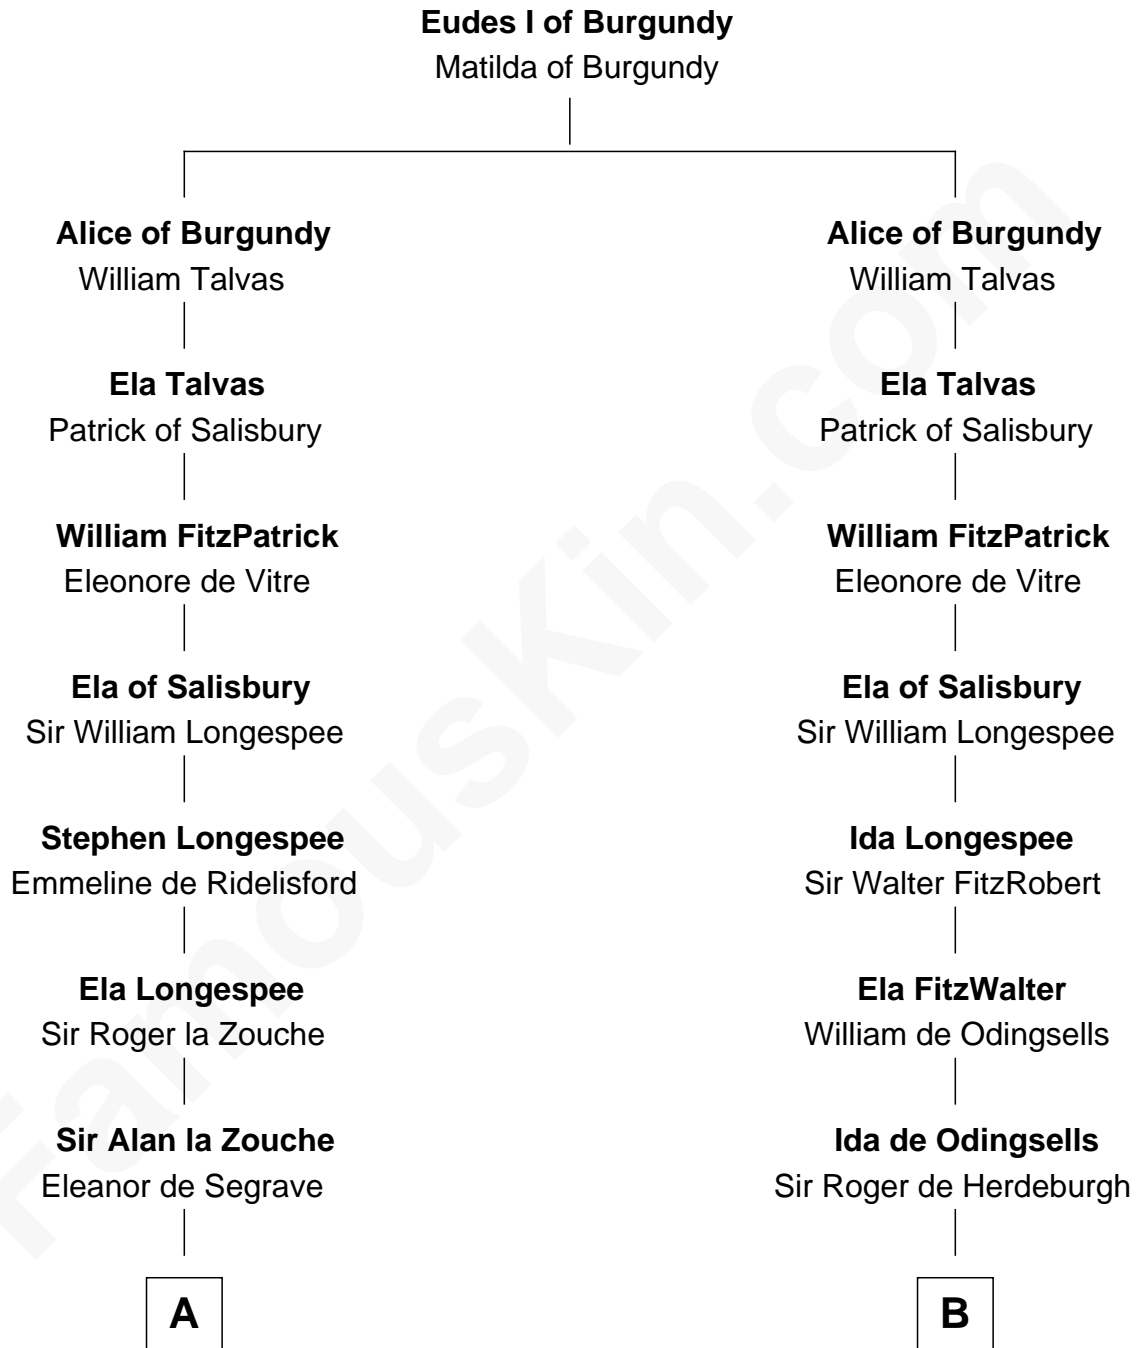 Eudes I of Burgundy
Matilda of Burgundy
Alice of Burgundy
William Talvas
Ela Talvas
Patrick of Salisbury
William FitzPatrick
Eleonore de Vitre
Ela of Salisbury
Sir William Longespee
Stephen Longespee
Emmeline de Ridelisford
Ela Longespee
Sir Roger la Zouche
Sir Alan la Zouche
Eleanor de Segrave
A
Alice of Burgundy
William Talvas
Ela Talvas
Patrick of Salisbury
William FitzPatrick
Eleonore de Vitre
Ela of Salisbury
Sir William Longespee
Ida Longespee
Sir Walter FitzRobert
Ela FitzWalter
William de Odingsells
Ida de Odingsells
Sir Roger de Herdeburgh
B
FamousKin.com